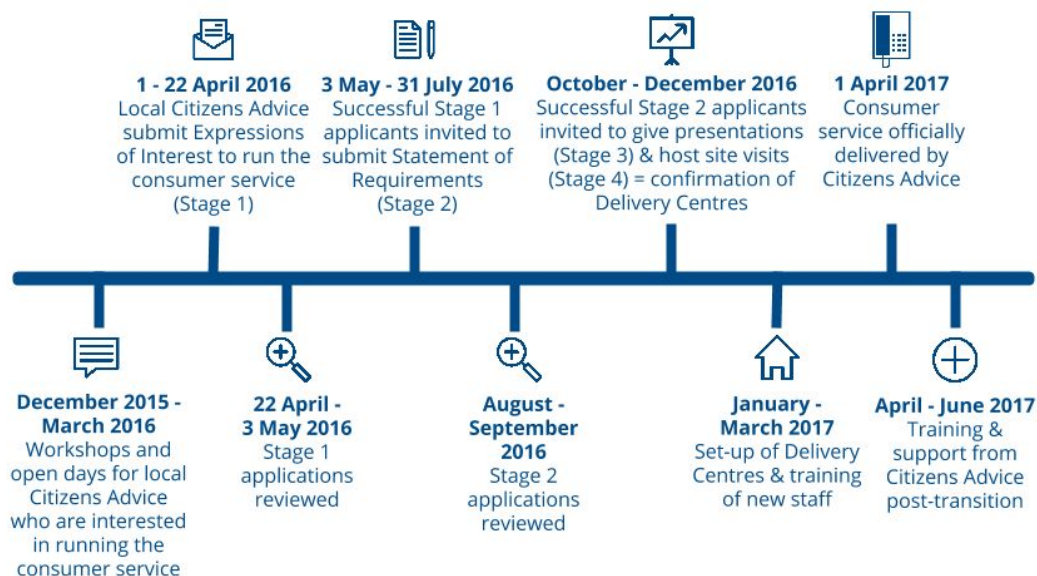 1 - 22 April 2016
Local Citizens Advice
submit Expressions
of Interest to run the
consumer service
(Stage 1)
3 May - 31 July 2016
Successful Stage 1
applicants invited to
submit Statement of
Requirements
(Stage 2)
October - December 2016
Successful Stage 2 applicants
invited to give presentations
(Stage 3) & host site visits
(Stage 4) = confirmation of
Delivery Centres
1 April 2017
Consumer
service officially
delivered by
Citizens Advice
December 2015 -
March 2016
Workshops and
open days for local
Citizens Advice
who are interested
in running the
consumer service
22 April -
3 May 2016
Stage 1
applications
reviewed
August -
September
2016
Stage 2
applications
reviewed
January -
March 2017
Set-up of Delivery
Centres & training
of new staff
April - June 2017
Training &
support from
Citizens Advice
post-transition